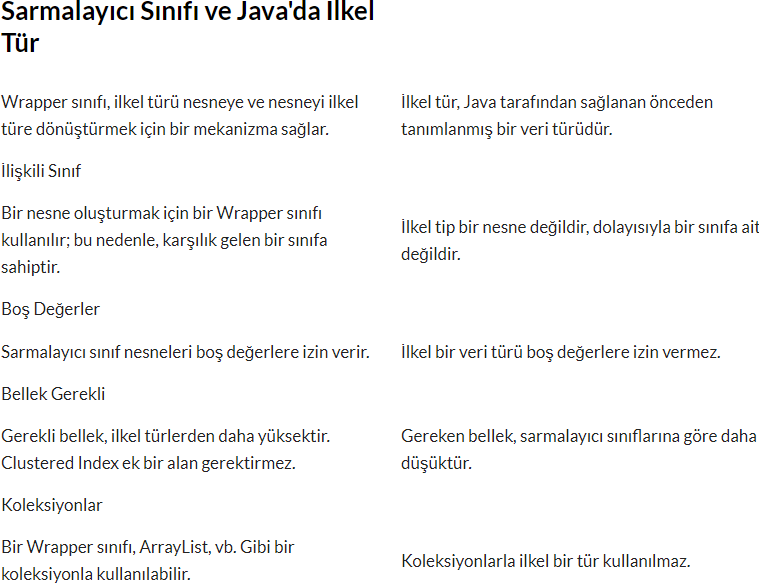 Sarmalayıcı Sınıfı ve Java'da İlkel
Tür
Wrapper sınıfı, ilkel türü nesneye ve nesneyi ilkel
türe dönüştürmek için bir mekanizma sağlar.
İlkel tür, Java tarafından sağlanan önceden
tanımlanmış bir veri türüdür.
İlişkili Sınıf
Bir nesne oluşturmak için bir Wrapper sınıfı
kullanılır; bu nedenle, karşılık gelen bir sınıfa
sahiptir.
İlkel tip bir nesne değildir, dolayısıyla bir sınıfa ait
değildir.
Boş Değerler
Sarmalayıcı sınıf nesneleri boş değerlere izin verir.
İlkel bir veri türü boş değerlere izin vermez.
Bellek Gerekli
Gerekli bellek, ilkel türlerden daha yüksektir.
Clustered Index ek bir alan gerektirmez.
Gereken bellek, sarmalayıcı sınıflarına göre daha
düşüktür.
Koleksiyonlar
Bir Wrapper sınıfı, ArrayList, vb. Gibi bir
koleksiyonla kullanılabilir.
Koleksiyonlarla ilkel bir tür kullanılmaz.